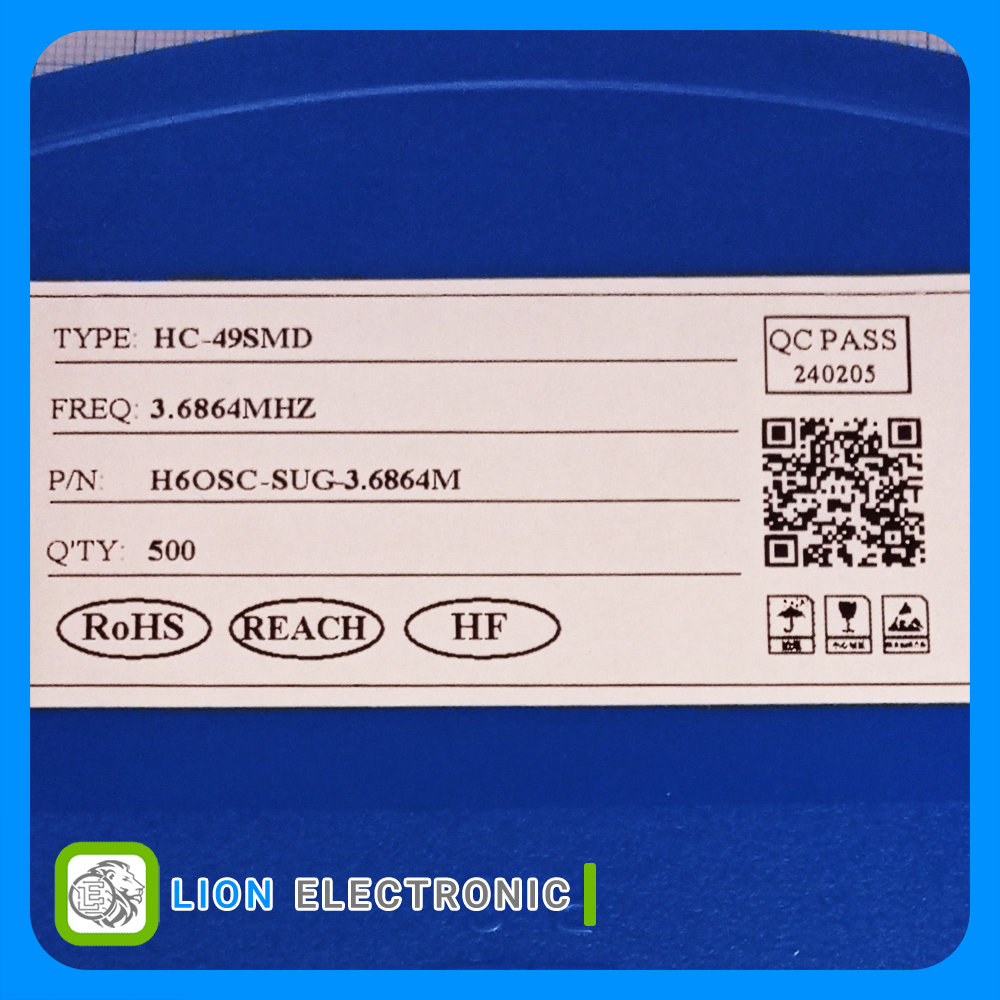 TYPE: HC-49SMD
QC PASS
240205
FREQ: 3.6864MHZ
P/N: H6OSC-SUG-3.6864M
Q'TY: 500
RoHS REACH HF
LE LION ELECTRONIC